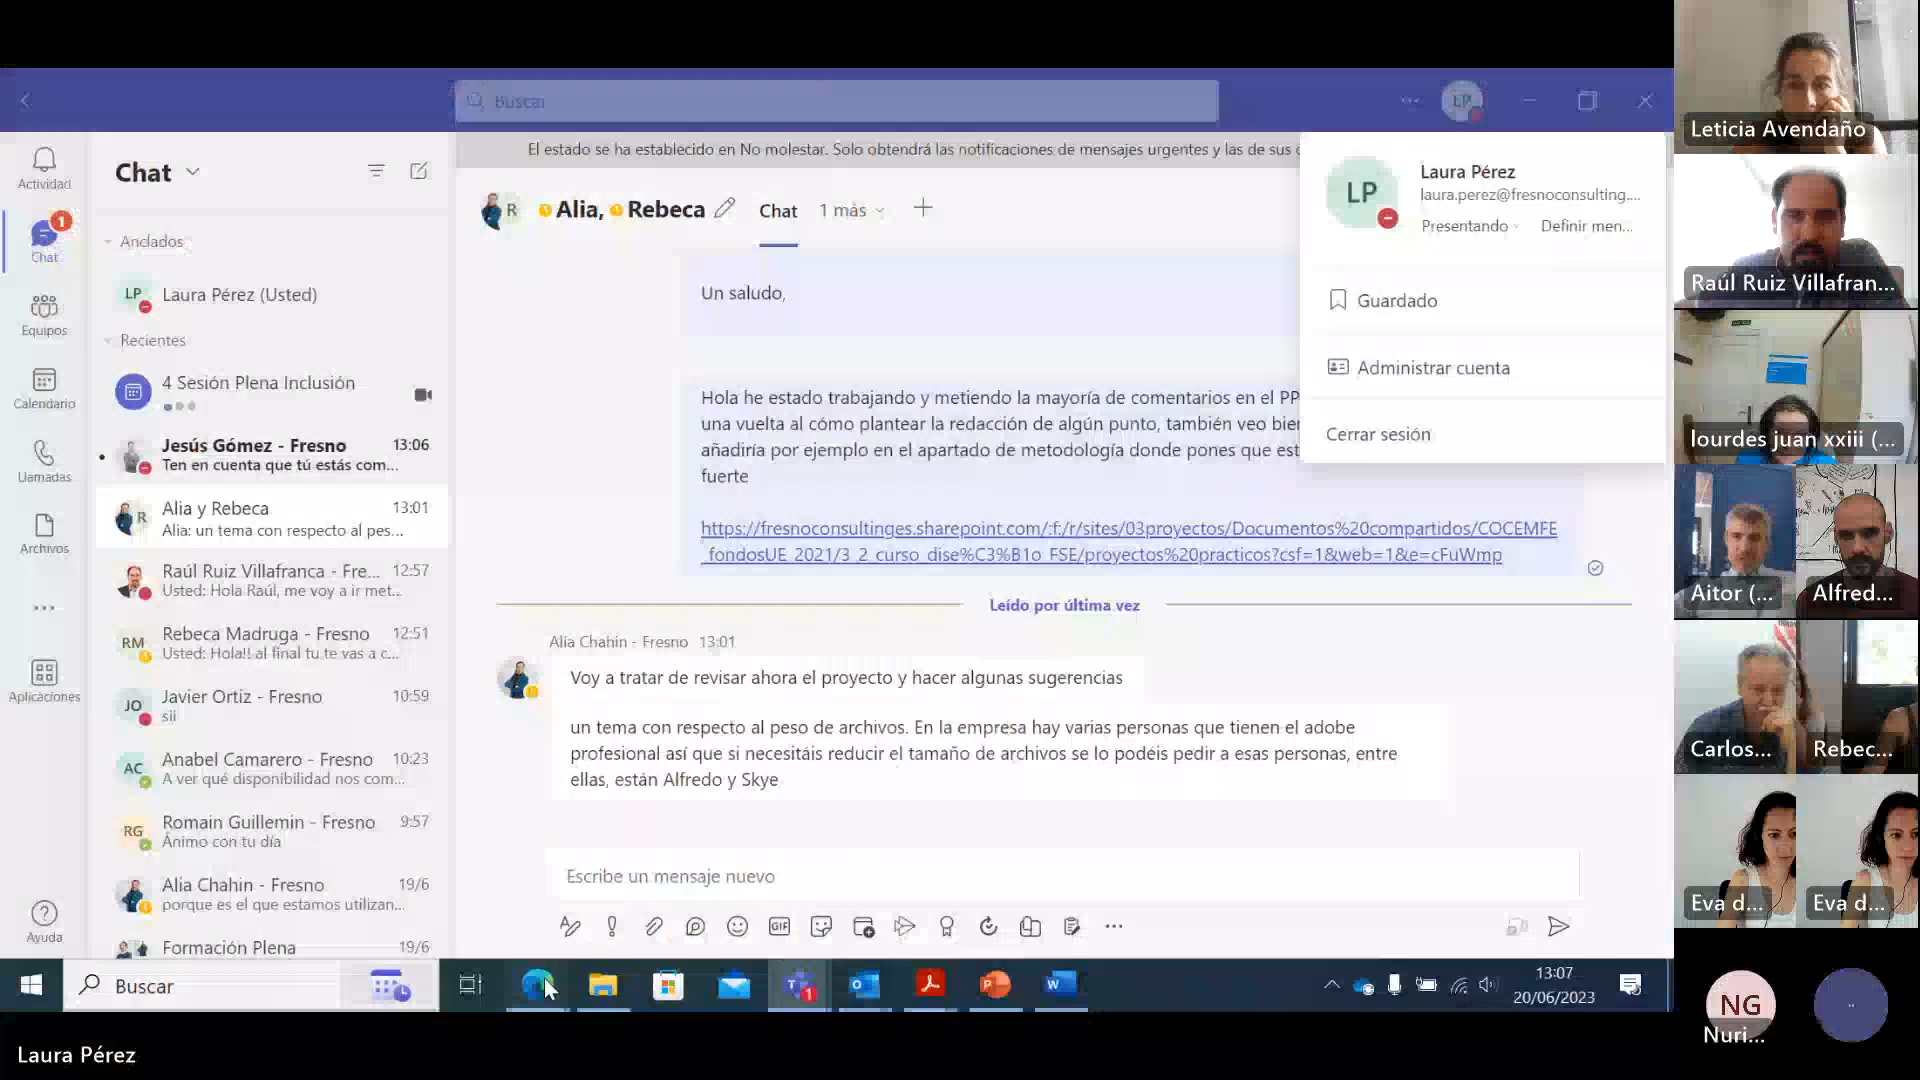 Buscar
LP
El estado se ha establecido en No molestar. Solo obtendrá las notificaciones de mensajes urgentes y las de sus c
Actividad
1
Chat
Equipos
Calendario
Llamadas
Archivos
Aplicaciones
Ayuda
Chat
Anclados
LP
Laura Pérez (Usted)
Recientes
4 Sesión Plena Inclusión
Jesús Gómez - Fresno
13:06
Ten en cuenta que tú estás com...
R
Alia y Rebeca
13:01
Alia: un tema con respecto al pes...
Raúl Ruiz Villafranca - Fre...
12:57
Usted: Hola Raúl, me voy a ir met...
RM
Rebeca Madruga - Fresno
12:51
Usted: Hola!! al final tu te vas a c...
JO
Javier Ortiz - Fresno
10:59
sii
AC
Anabel Camarero - Fresno
10:23
A ver qué disponibilidad nos com...
RG
Romain Guillemin - Fresno
9:57
Ánimo con tu día
Alia Chahin - Fresno
19/6
porque es el que estamos utilizan...
Formación Plena
19/6
R
Alia, Rebeca
Chat
1 más
Un saludo,
Hola he estado trabajando y metiendo la mayoría de comentarios en el PP
una vuelta al cómo plantear la redacción de algún punto, también veo bien
añadiría por ejemplo en el apartado de metodología donde pones que est
fuerte
https://fresnoconsultinges.sharepoint.com/:f:/r/sites/03proyectos/Documentos%20compartidos/COCEMFE
_fondosUE_2021/3_2_curso_dise%C3%B1o_FSE/proyectos%20practicos?csf=1&web=1&e=cFuWmp
Leído por última vez
Alia Chahin - Fresno 13:01
Voy a tratar de revisar ahora el proyecto y hacer algunas sugerencias
un tema con respecto al peso de archivos. En la empresa hay varias personas que tienen el adobe
profesional así que si necesitáis reducir el tamaño de archivos se lo podéis pedir a esas personas, entre
ellas, están Alfredo y Skye
Escribe un mensaje nuevo
GIF
LP
Laura Pérez
laura.perez@fresnoconsulting....
Presentando
Definir men...
Guardado
Administrar cuenta
Cerrar sesión
Buscar
1
13:07
20/06/2023
Laura Pérez
Leticia Avendaño
Raúl Ruiz Villafran...
lourdes juan xxiii (...
Aitor (...
Alfred...
Carlos...
Rebec...
Eva d...
Eva d...
NG
Nuri...